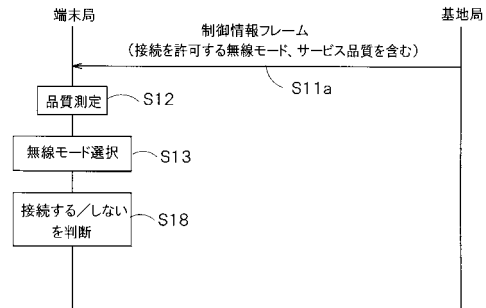 端末局
基地局
制御情報フレーム
(接続を許可する無線モード、サービス品質を含む)
S11a
品質測定
S12
無線モード選択
S13
接続する/しない
を判断
S18